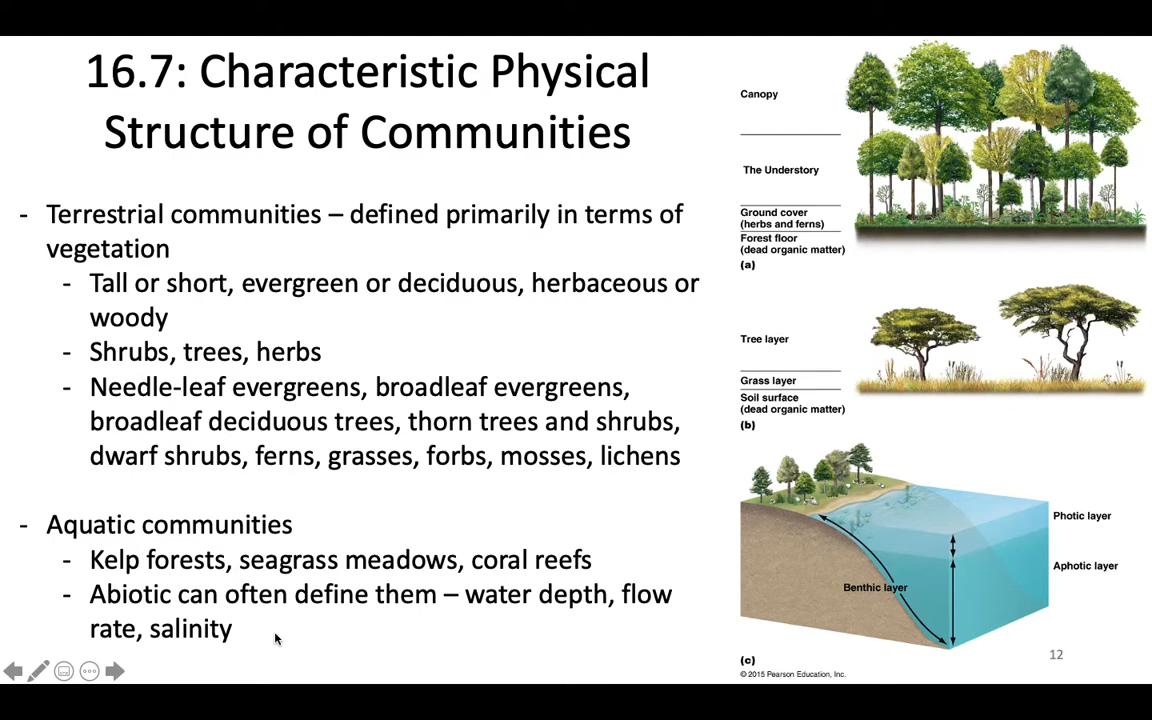 16.7: Characteristic Physical
Structure of Communities
- Terrestrial communities – defined primarily in terms of
vegetation
- Tall or short, evergreen or deciduous, herbaceous or
woody
- Shrubs, trees, herbs
- Needle-leaf evergreens, broadleaf evergreens,
broadleaf deciduous trees, thorn trees and shrubs,
dwarf shrubs, ferns, grasses, forbs, mosses, lichens
- Aquatic communities
- Kelp forests, seagrass meadows, coral reefs
- Abiotic can often define them – water depth, flow
rate, salinity
Canopy
The Understory
Ground cover
(herbs and ferns)
Forest floor
(dead organic matter)
(a)
Tree layer
Grass layer
Soil surface
(dead organic matter)
(b)
Photic layer
Aphotic layer
Benthic layer
(c)
© 2015 Pearson Education, Inc.
12